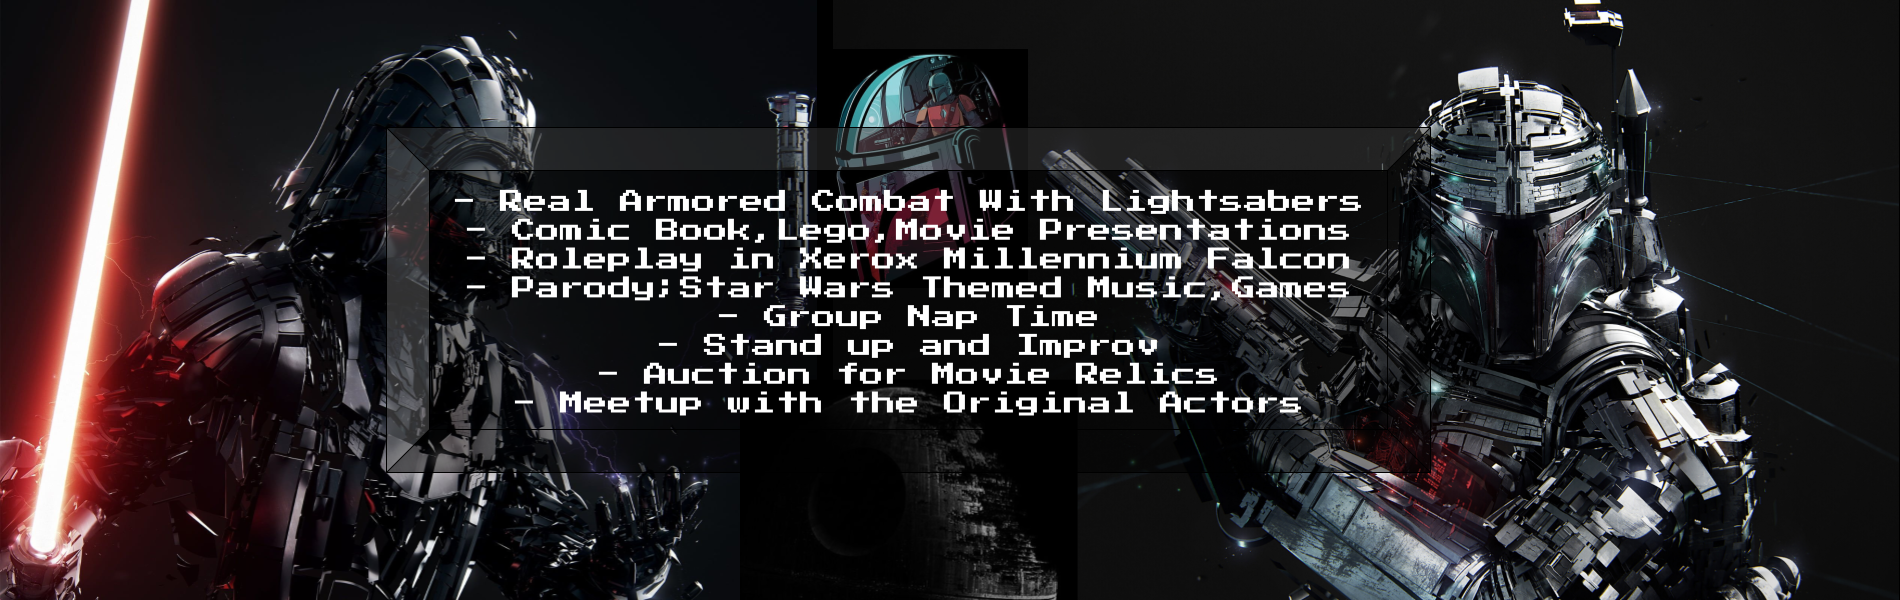 - Real Armored Combat With Lightsabers
- Comic Book,Lego,Movie Presentations
- Roleplay in Xerox Millennium Falcon
- Parody;Star Wars Themed Music,Games
- Group Nap Time
- Stand up and Improv
- Auction for Movie Relics
- Meetup with the Original Actors